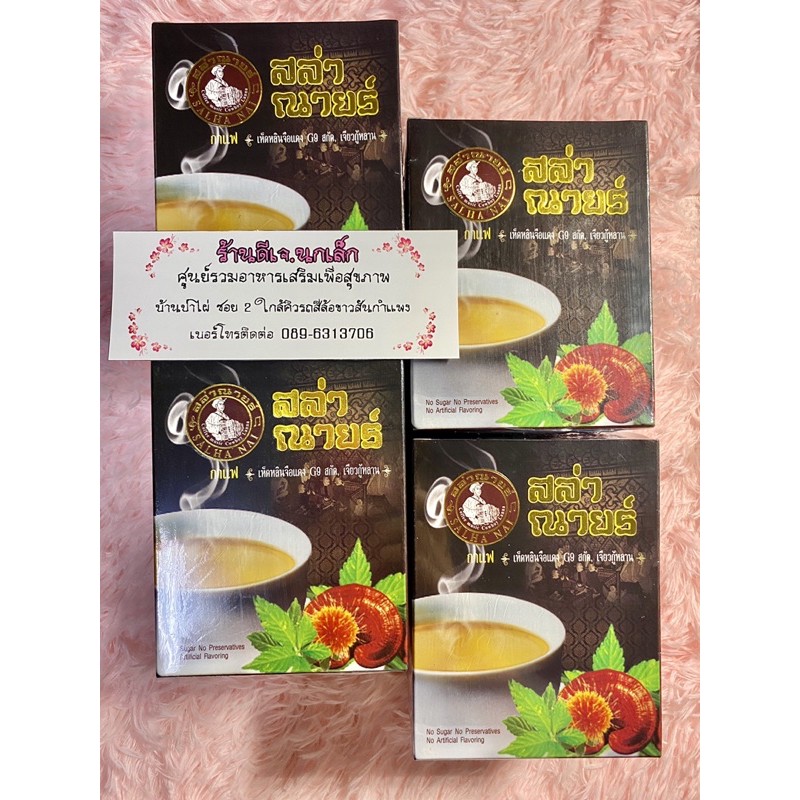 สล่า
ณายร์
SALHA NAI
กาแฟ
เห็ดหลินจือแดง G9 สกัด, เจียวกู้หลาน
ร้านดีเจ.นกเล็ก
ศูนย์รวมอาหารเสริมเพื่อสุขภาพ
บ้านป่าไผ่ ซอย 2 ใกล้คิวรถสี่ล้อขาวสันกำแพง
เบอร์โทรติดต่อ 089-6313706
สล่า
ณายร์
SALHA NAI
กาแฟ
เห็ดหลินจือแดง G9 สกัด, เจียวกู้หลาน
No Sugar No Preservatives
No Artificial Flavoring
สล่า
ณายร์
SALHA NAI
กาแฟ
เห็ดหลินจือแดง G9 สกัด, เจียวกู้หลาน
Sugar No Preservatives
Artificial Flavoring
สล่า
ณายร์
SALHA NAI
กาแฟ
เห็ดหลินจือแดง G9 สกัด, เจียวกู้หลาน
No Sugar No Preservatives
No Artificial Flavoring